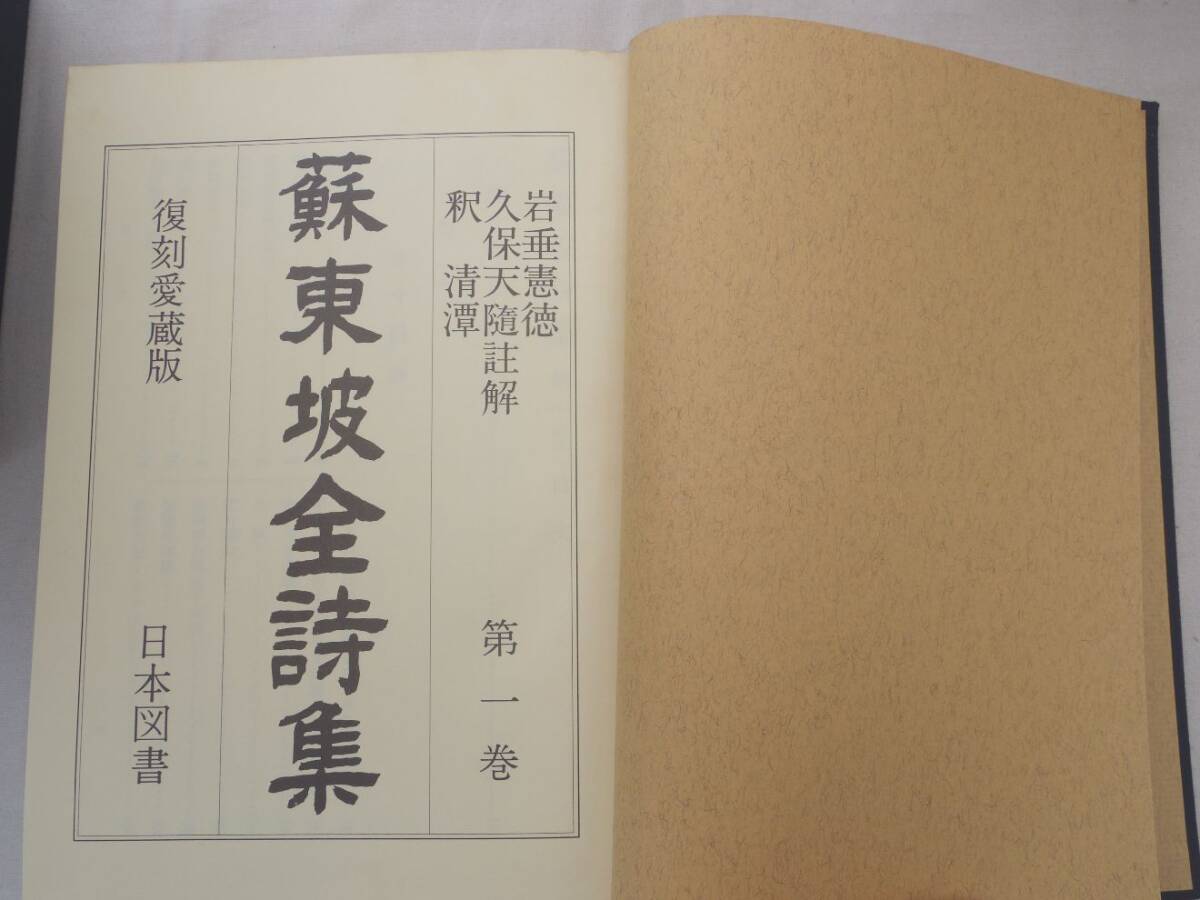 岩垂憲徳
久保天隨註解
釈 清潭
第一巻
蘇東坡全詩集
復刻愛蔵版
日本図書